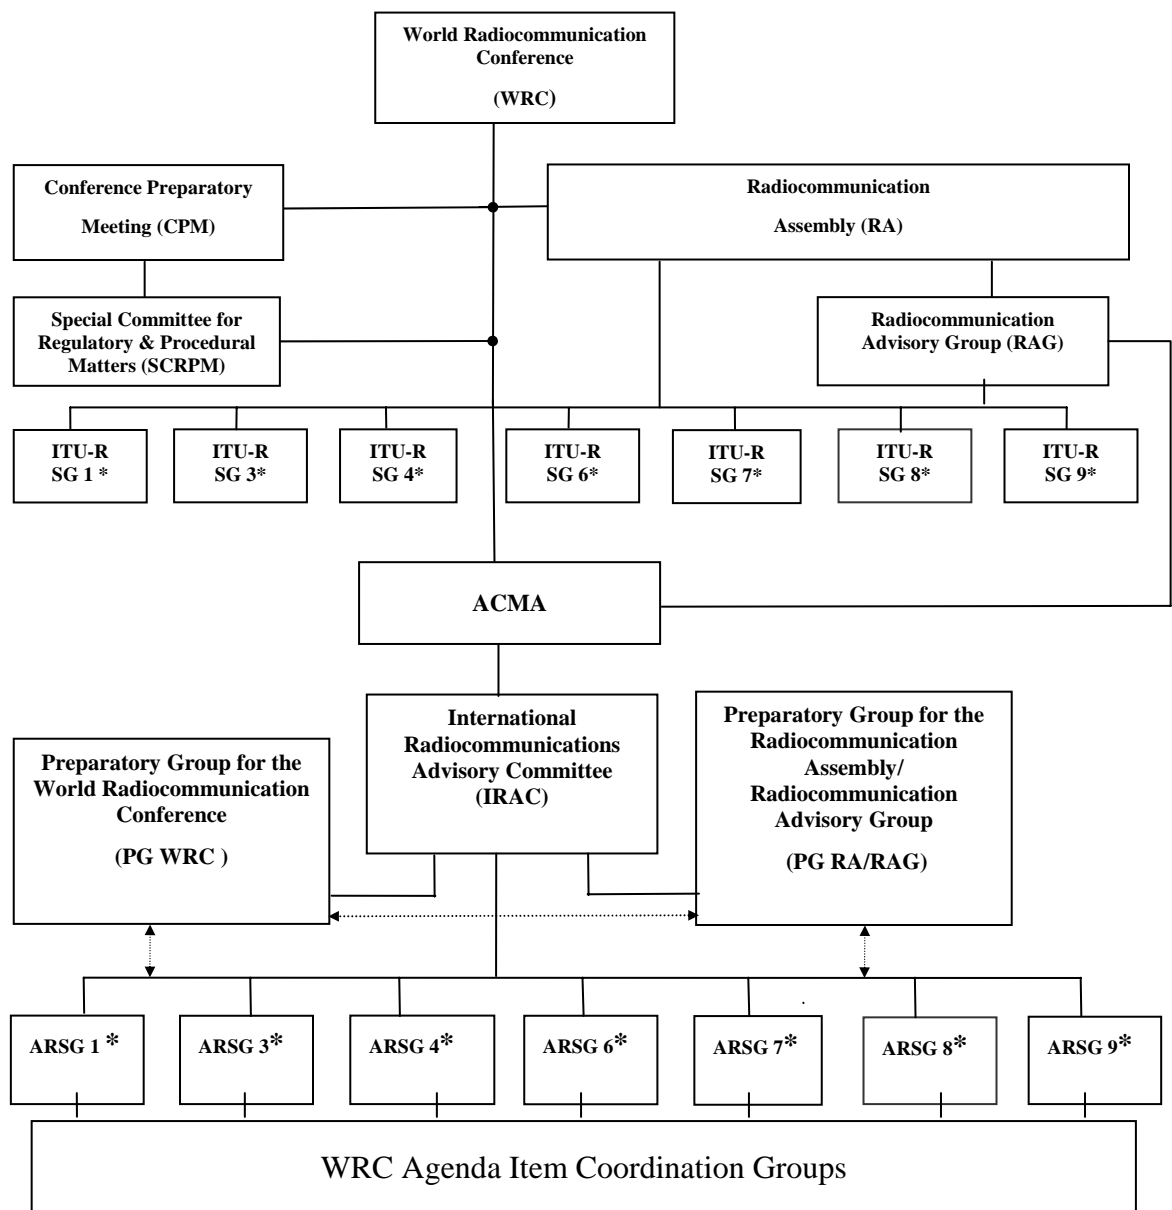 World Radiocommunication
Conference
(WRC)
Conference Preparatory
Meeting (CPM)
Radiocommunication
Assembly (RA)
Special Committee for
Regulatory & Procedural
Matters (SCRPM)
Radiocommunication
Advisory Group (RAG)
ITU-R
SG 1 *
ITU-R
SG 3*
ITU-R
SG 4*
ITU-R
SG 6*
ITU-R
SG 7*
ITU-R
SG 8*
ITU-R
SG 9*
ACMA
International
Radiocommunications
Advisory Committee
(IRAC)
Preparatory Group for the
Radiocommunication
Assembly/
Radiocommunication
Advisory Group
(PG RA/RAG)
Preparatory Group for the
World Radiocommunication
Conference
(PG WRC )
ARSG 1 *
ARSG 3*
ARSG 4*
ARSG 6*
ARSG 7*
ARSG 8*
ARSG 9*
WRC Agenda Item Coordination Groups